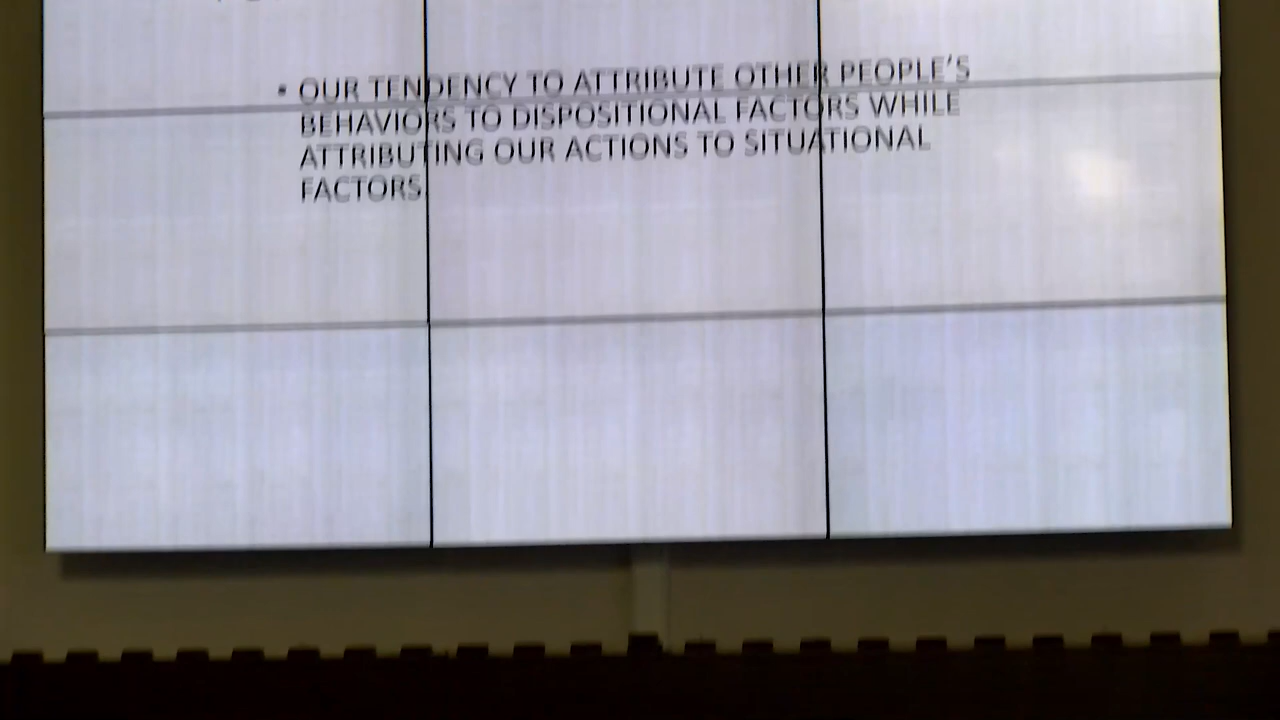 • OUR TENDENCY TO ATTRIBUTE OTHER PEOPLE'S
BEHAVIORS TO DISPOSITIONAL FACTORS WHILE
ATTRIBUTING OUR ACTIONS TO SITUATIONAL
FACTORS.